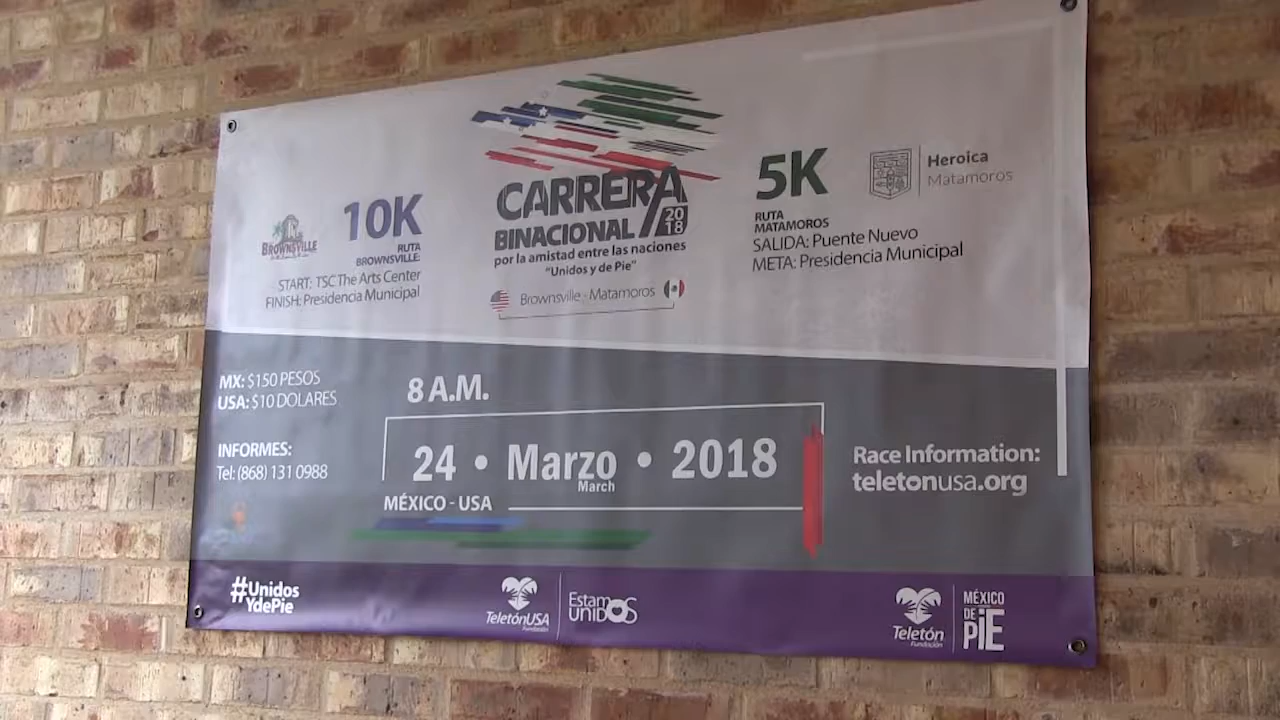 CARRERA
2018
BINACIONAL
por la amistad entre las naciones
"Unidos y de Pie"
Brownsville - Matamoros
BROWNSVILLE
10K
RUTA
BROWNSVILLE:
START: TSC The Arts Center
FINISH: Presidencia Municipal
5K
RUTA
MATAMOROS
SALIDA: Puente Nuevo
META: Presidencia Municipal
Heroica
Matamoros
MX: $150 PESOS
USA: $10 DOLARES
INFORMES:
Tel: (868) 131 0988
8 A.M.
24 • Marzo • 2018
March
MÉXICO - USA
Race Information:
teletonusa.org
#Unidos
YdePie
TeletónUSA
Fundación
Estamos
UNIDOS
Teletón
Fundación
MÉXICO
DE
PiE